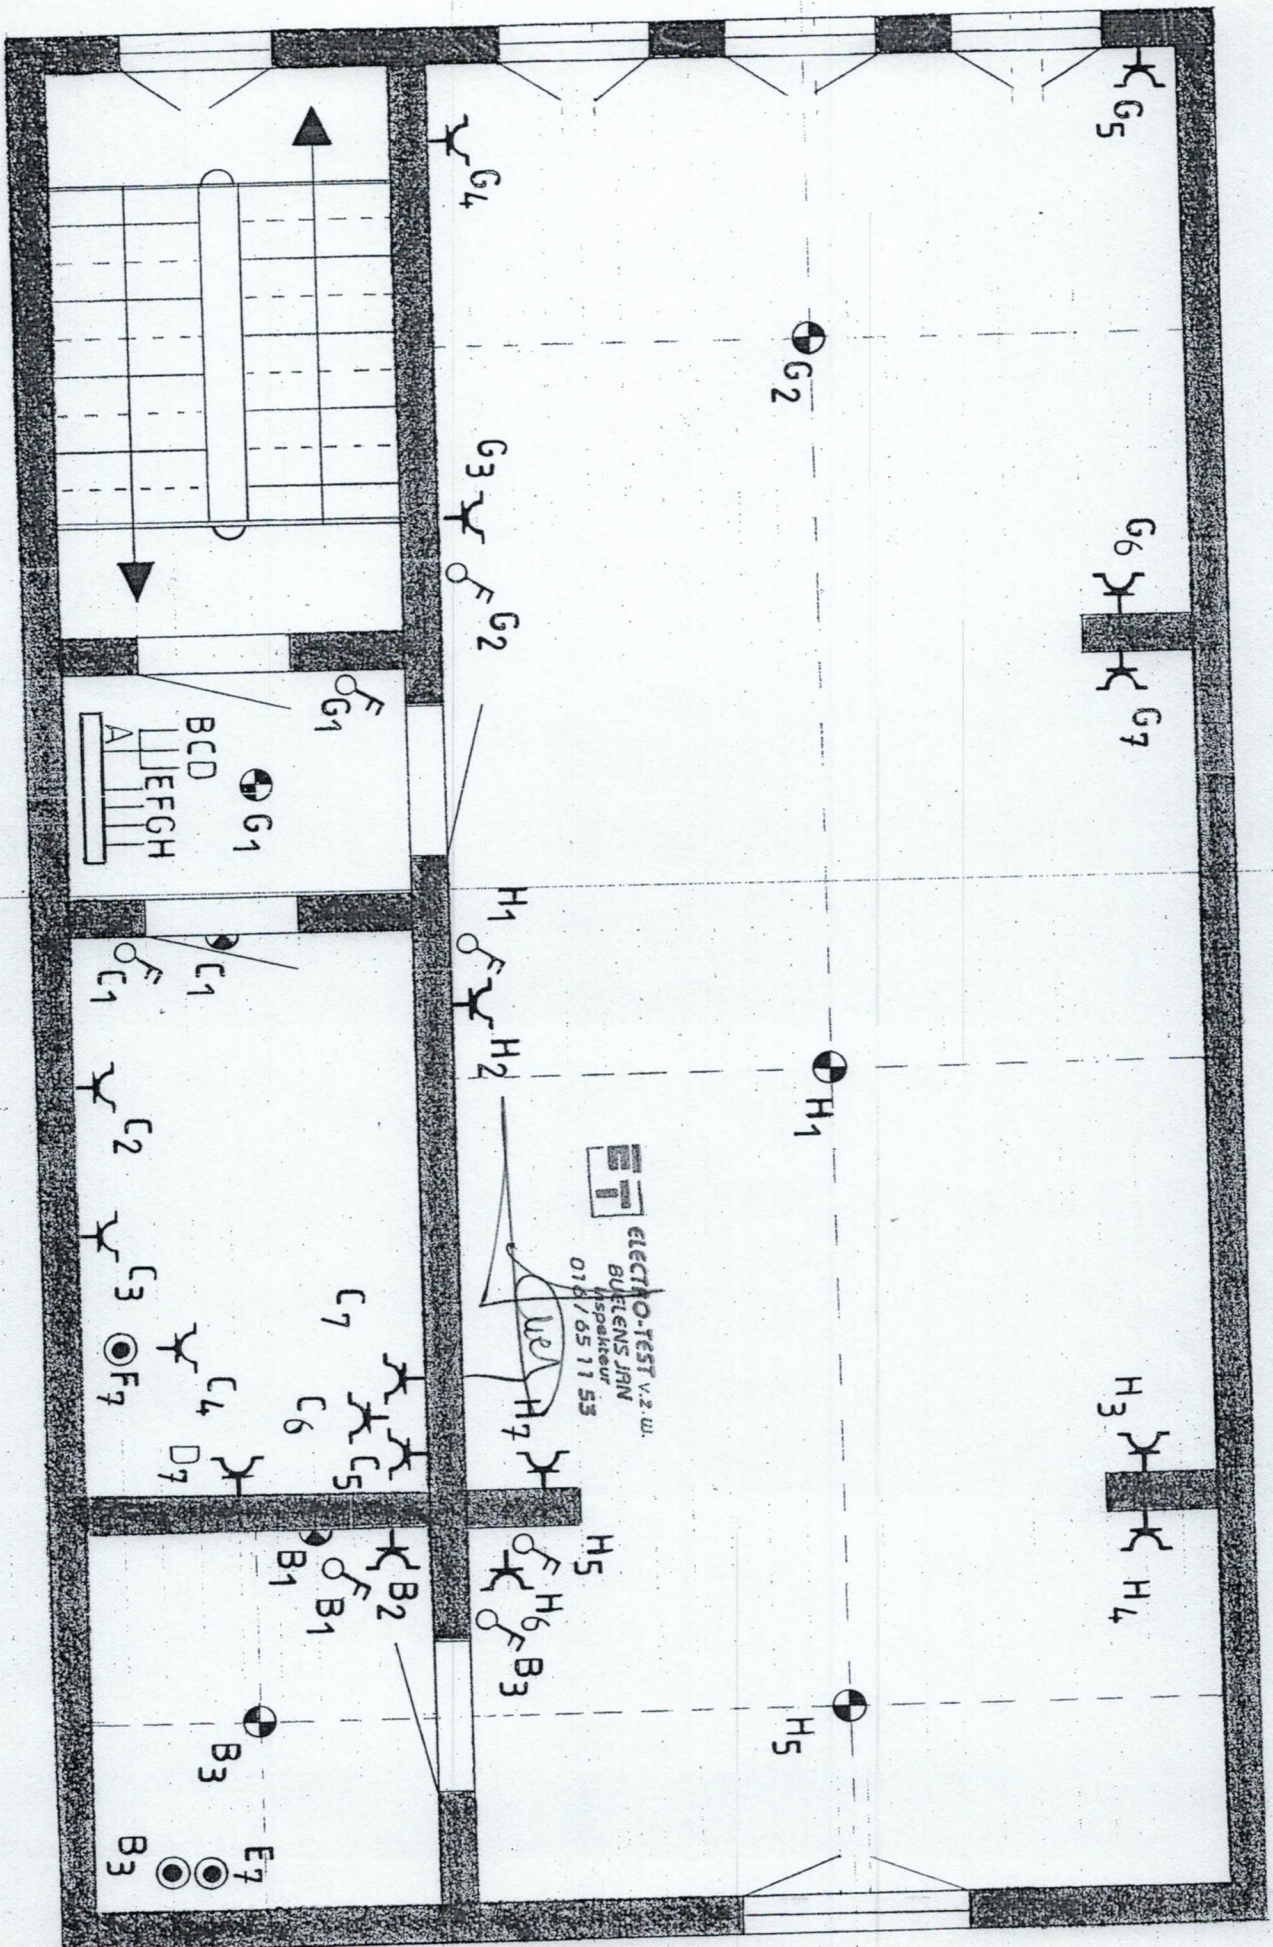 G5
G4
G2
G3
G2
G6
G7
G1
BCD
A
EFGH
G1
H1
C1
C1
H2
H1
C2
ET
ELECTRO-TEST v.z.w.
BUELENS JAN
Inspekteur
016/65 11 53
C3
C7
F7
C4
C6
C5
D7
H7
H3
H5
H4
B1
B1
B2
H6
B3
H5
B3
B3
E7